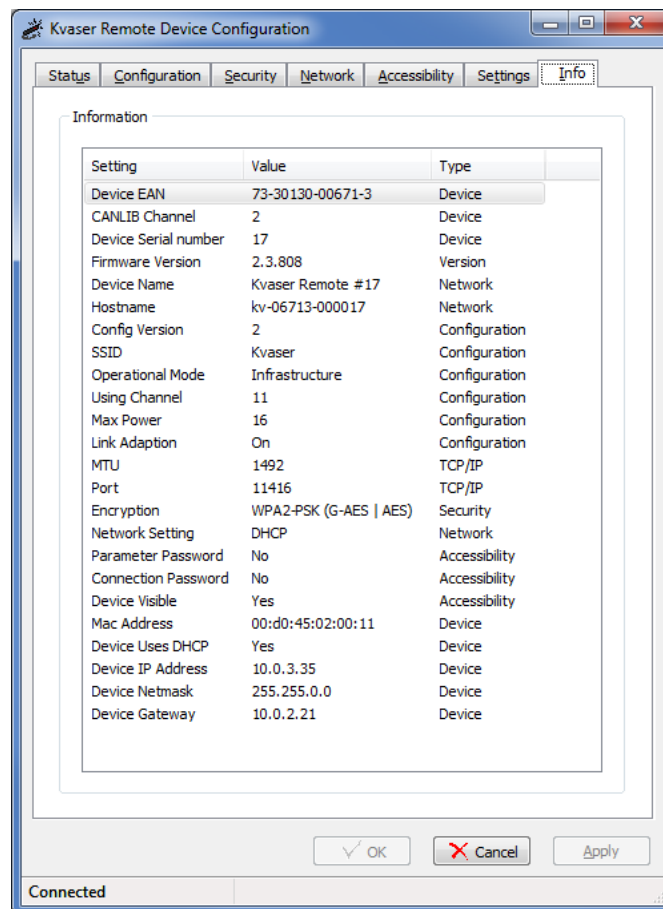 Kvaser Remote Device Configuration
Status Configuration Security Network Accessibility Settings Info
Information
Setting Value Type
Device EAN 73-30130-00671-3 Device
CANLIB Channel 2 Device
Device Serial number 17 Device
Firmware Version 2.3.808 Version
Device Name Kvaser Remote #17 Network
Hostname kv-06713-000017 Network
Config Version 2 Configuration
SSID Kvaser Configuration
Operational Mode Infrastructure Configuration
Using Channel 11 Configuration
Max Power 16 Configuration
Link Adaption On Configuration
MTU 1492 TCP/IP
Port 11416 TCP/IP
Encryption WPA2-PSK (G-AES | AES) Security
Network Setting DHCP Network
Parameter Password No Accessibility
Connection Password No Accessibility
Device Visible Yes Accessibility
Mac Address 00:d0:45:02:00:11 Device
Device Uses DHCP Yes Device
Device IP Address 10.0.3.35 Device
Device Netmask 255.255.0.0 Device
Device Gateway 10.0.2.21 Device
OK Cancel Apply
Connected